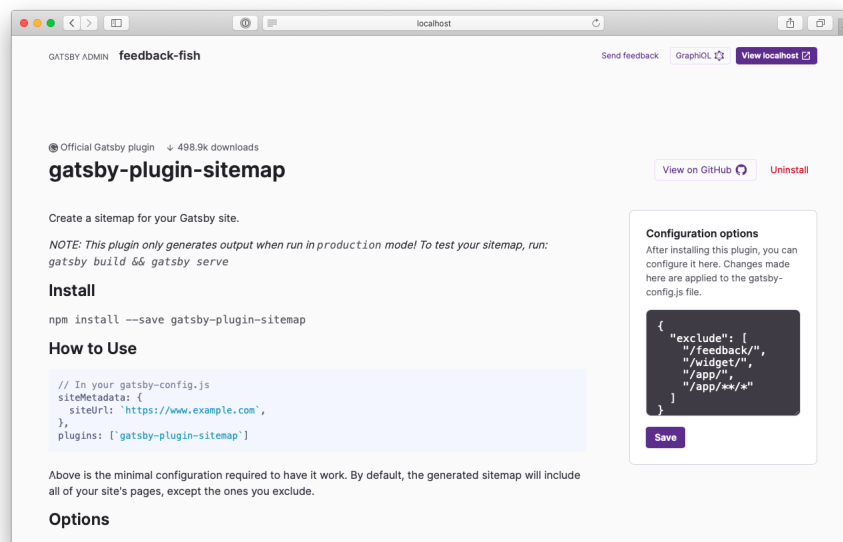 localhost
GATSBY ADMIN feedback-fish
Send feedback GraphiQL View localhost
Official Gatsby plugin ↓ 498.9k downloads
gatsby-plugin-sitemap
View on GitHub Uninstall
Create a sitemap for your Gatsby site.
NOTE: This plugin only generates output when run in production mode! To test your sitemap, run:
gatsby build && gatsby serve
Install
npm install --save gatsby-plugin-sitemap
How to Use
// In your gatsby-config.js
siteMetadata: {
  siteUrl: `https://www.example.com`,
},
plugins: [`gatsby-plugin-sitemap`]
Above is the minimal configuration required to have it work. By default, the generated sitemap will include
all of your site's pages, except the ones you exclude.
Options
Configuration options
After installing this plugin, you can
configure it here. Changes made
here are applied to the gatsby-
config.js file.
{
  "exclude": [
    "/feedback/",
    "/widget/",
    "/app/",
    "/app/**/*"
  ]
}
Save